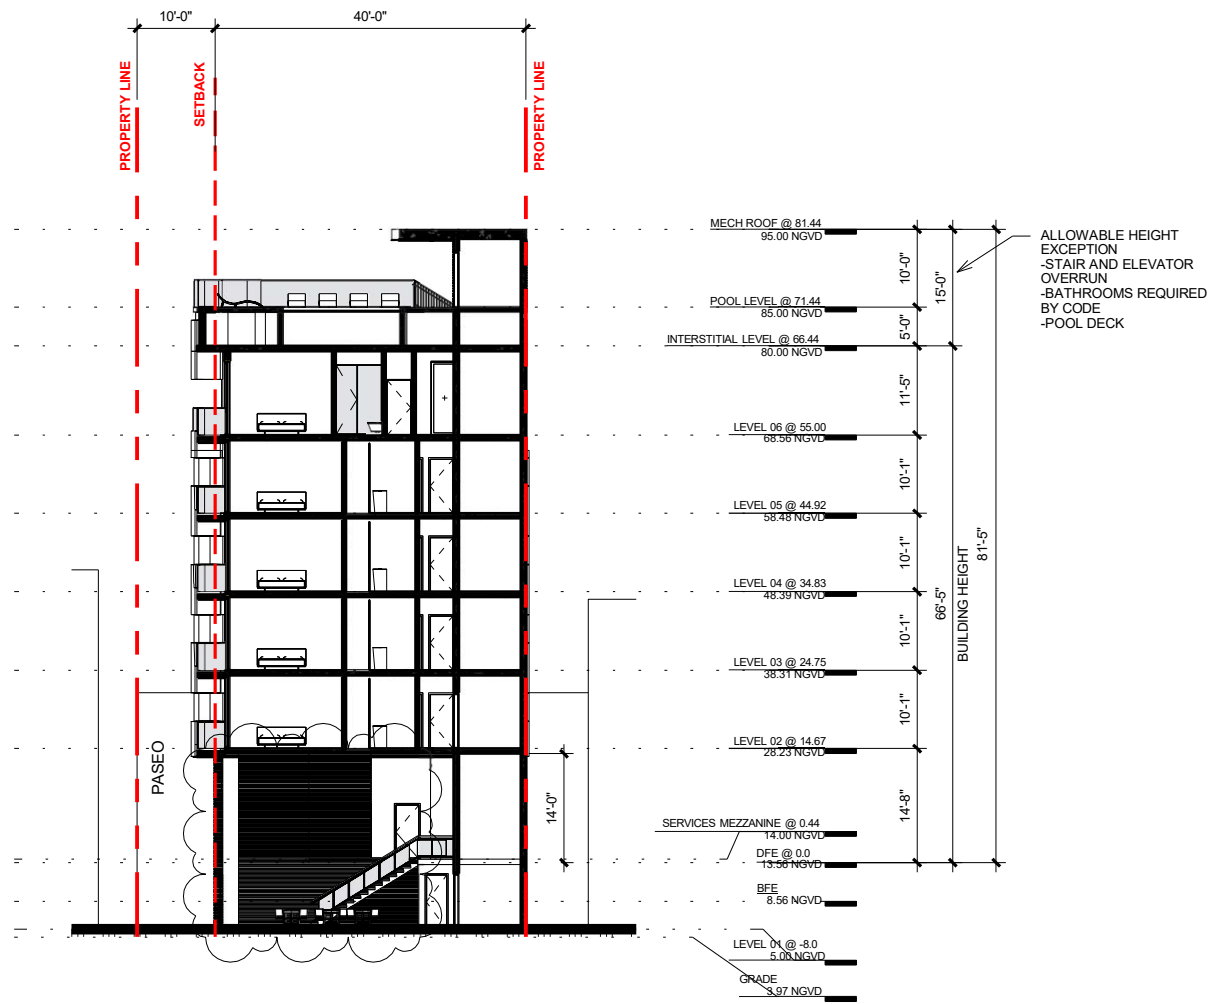 10'-0"
40'-0"
PROPERTY LINE
SETBACK
PROPERTY LINE
MECH ROOF @ 81.44
95.00 NGVD
ALLOWABLE HEIGHT
EXCEPTION
-STAIR AND ELEVATOR
OVERRUN
-BATHROOMS REQUIRED
BY CODE
-POOL DECK
10'-0"
15'-0"
POOL LEVEL @ 71.44
85.00 NGVD
5'-0"
INTERSTITIAL LEVEL @ 66.44
80.00 NGVD
11'-5"
LEVEL 06 @ 55.00
68.56 NGVD
10'-1"
LEVEL 05 @ 44.92
58.48 NGVD
10'-1"
81'-5"
LEVEL 04 @ 34.83
48.39 NGVD
66'-5"
BUILDING HEIGHT
10'-1"
LEVEL 03 @ 24.75
38.31 NGVD
10'-1"
LEVEL 02 @ 14.67
28.23 NGVD
PASEO
14'-0"
14'-8"
SERVICES MEZZANINE @ 0.44
14.00 NGVD
DFE @ 0.0
13.56 NGVD
BFE
8.56 NGVD
LEVEL 01 @ -8.0
5.00 NGVD
GRADE
3.97 NGVD